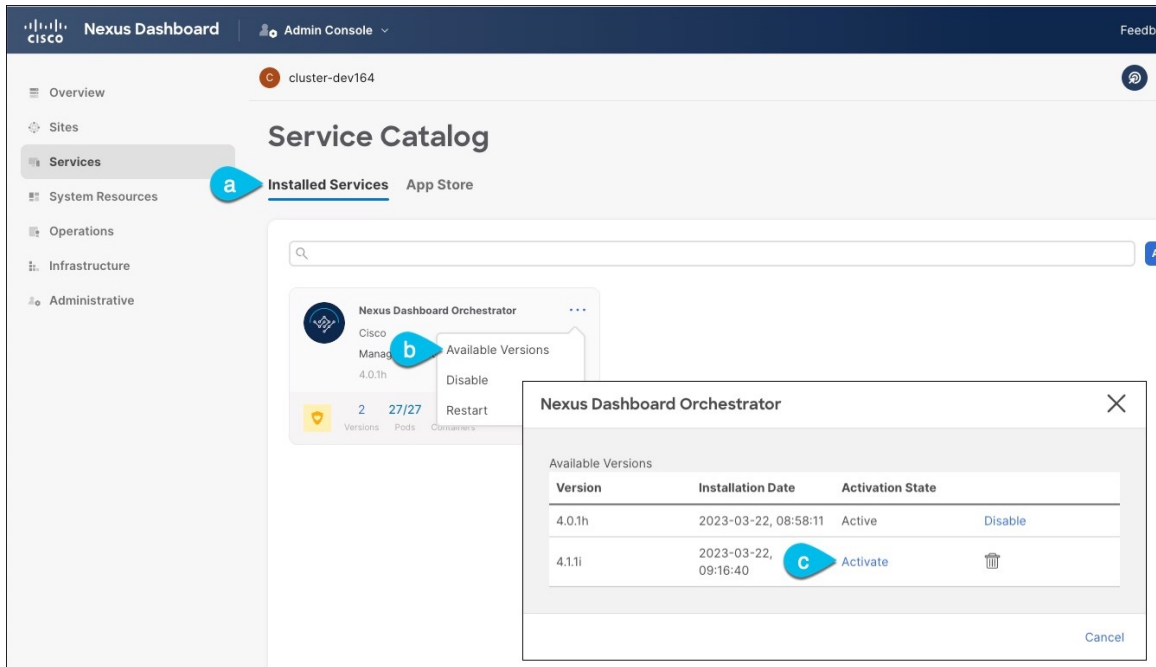 CISCO Nexus Dashboard Admin Console Feedb
C cluster-dev164
Overview
Sites
Services
System Resources
Operations
Infrastructure
Administrative
Service Catalog
a Installed Services App Store
A
Nexus Dashboard Orchestrator ...
Cisco
Manag
4.0.1h
2 27/27
Versions Pods Containers
b Available Versions
Disable
Restart
Nexus Dashboard Orchestrator
Available Versions
Version Installation Date Activation State
4.0.1h 2023-03-22, 08:58:11 Active Disable
4.1.1i 2023-03-22, 09:16:40 c Activate
Cancel